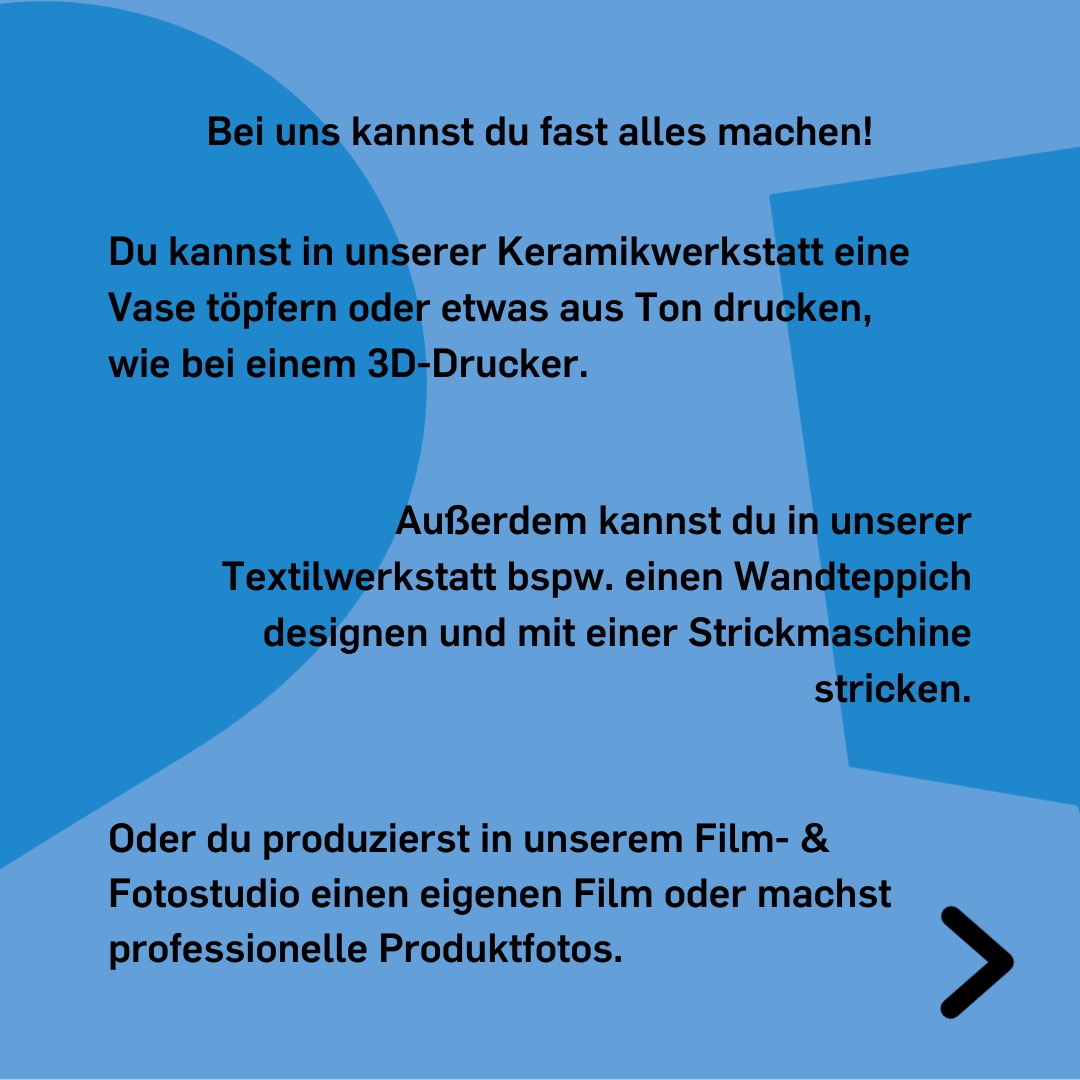 Bei uns kannst du fast alles machen!
Du kannst in unserer Keramikwerkstatt eine
Vase töpfern oder etwas aus Ton drucken,
wie bei einem 3D-Drucker.
Außerdem kannst du in unserer
Textilwerkstatt bspw. einen Wandteppich
designen und mit einer Strickmaschine
stricken.
Oder du produzierst in unserem Film- &
Fotostudio einen eigenen Film oder machst
professionelle Produktfotos.